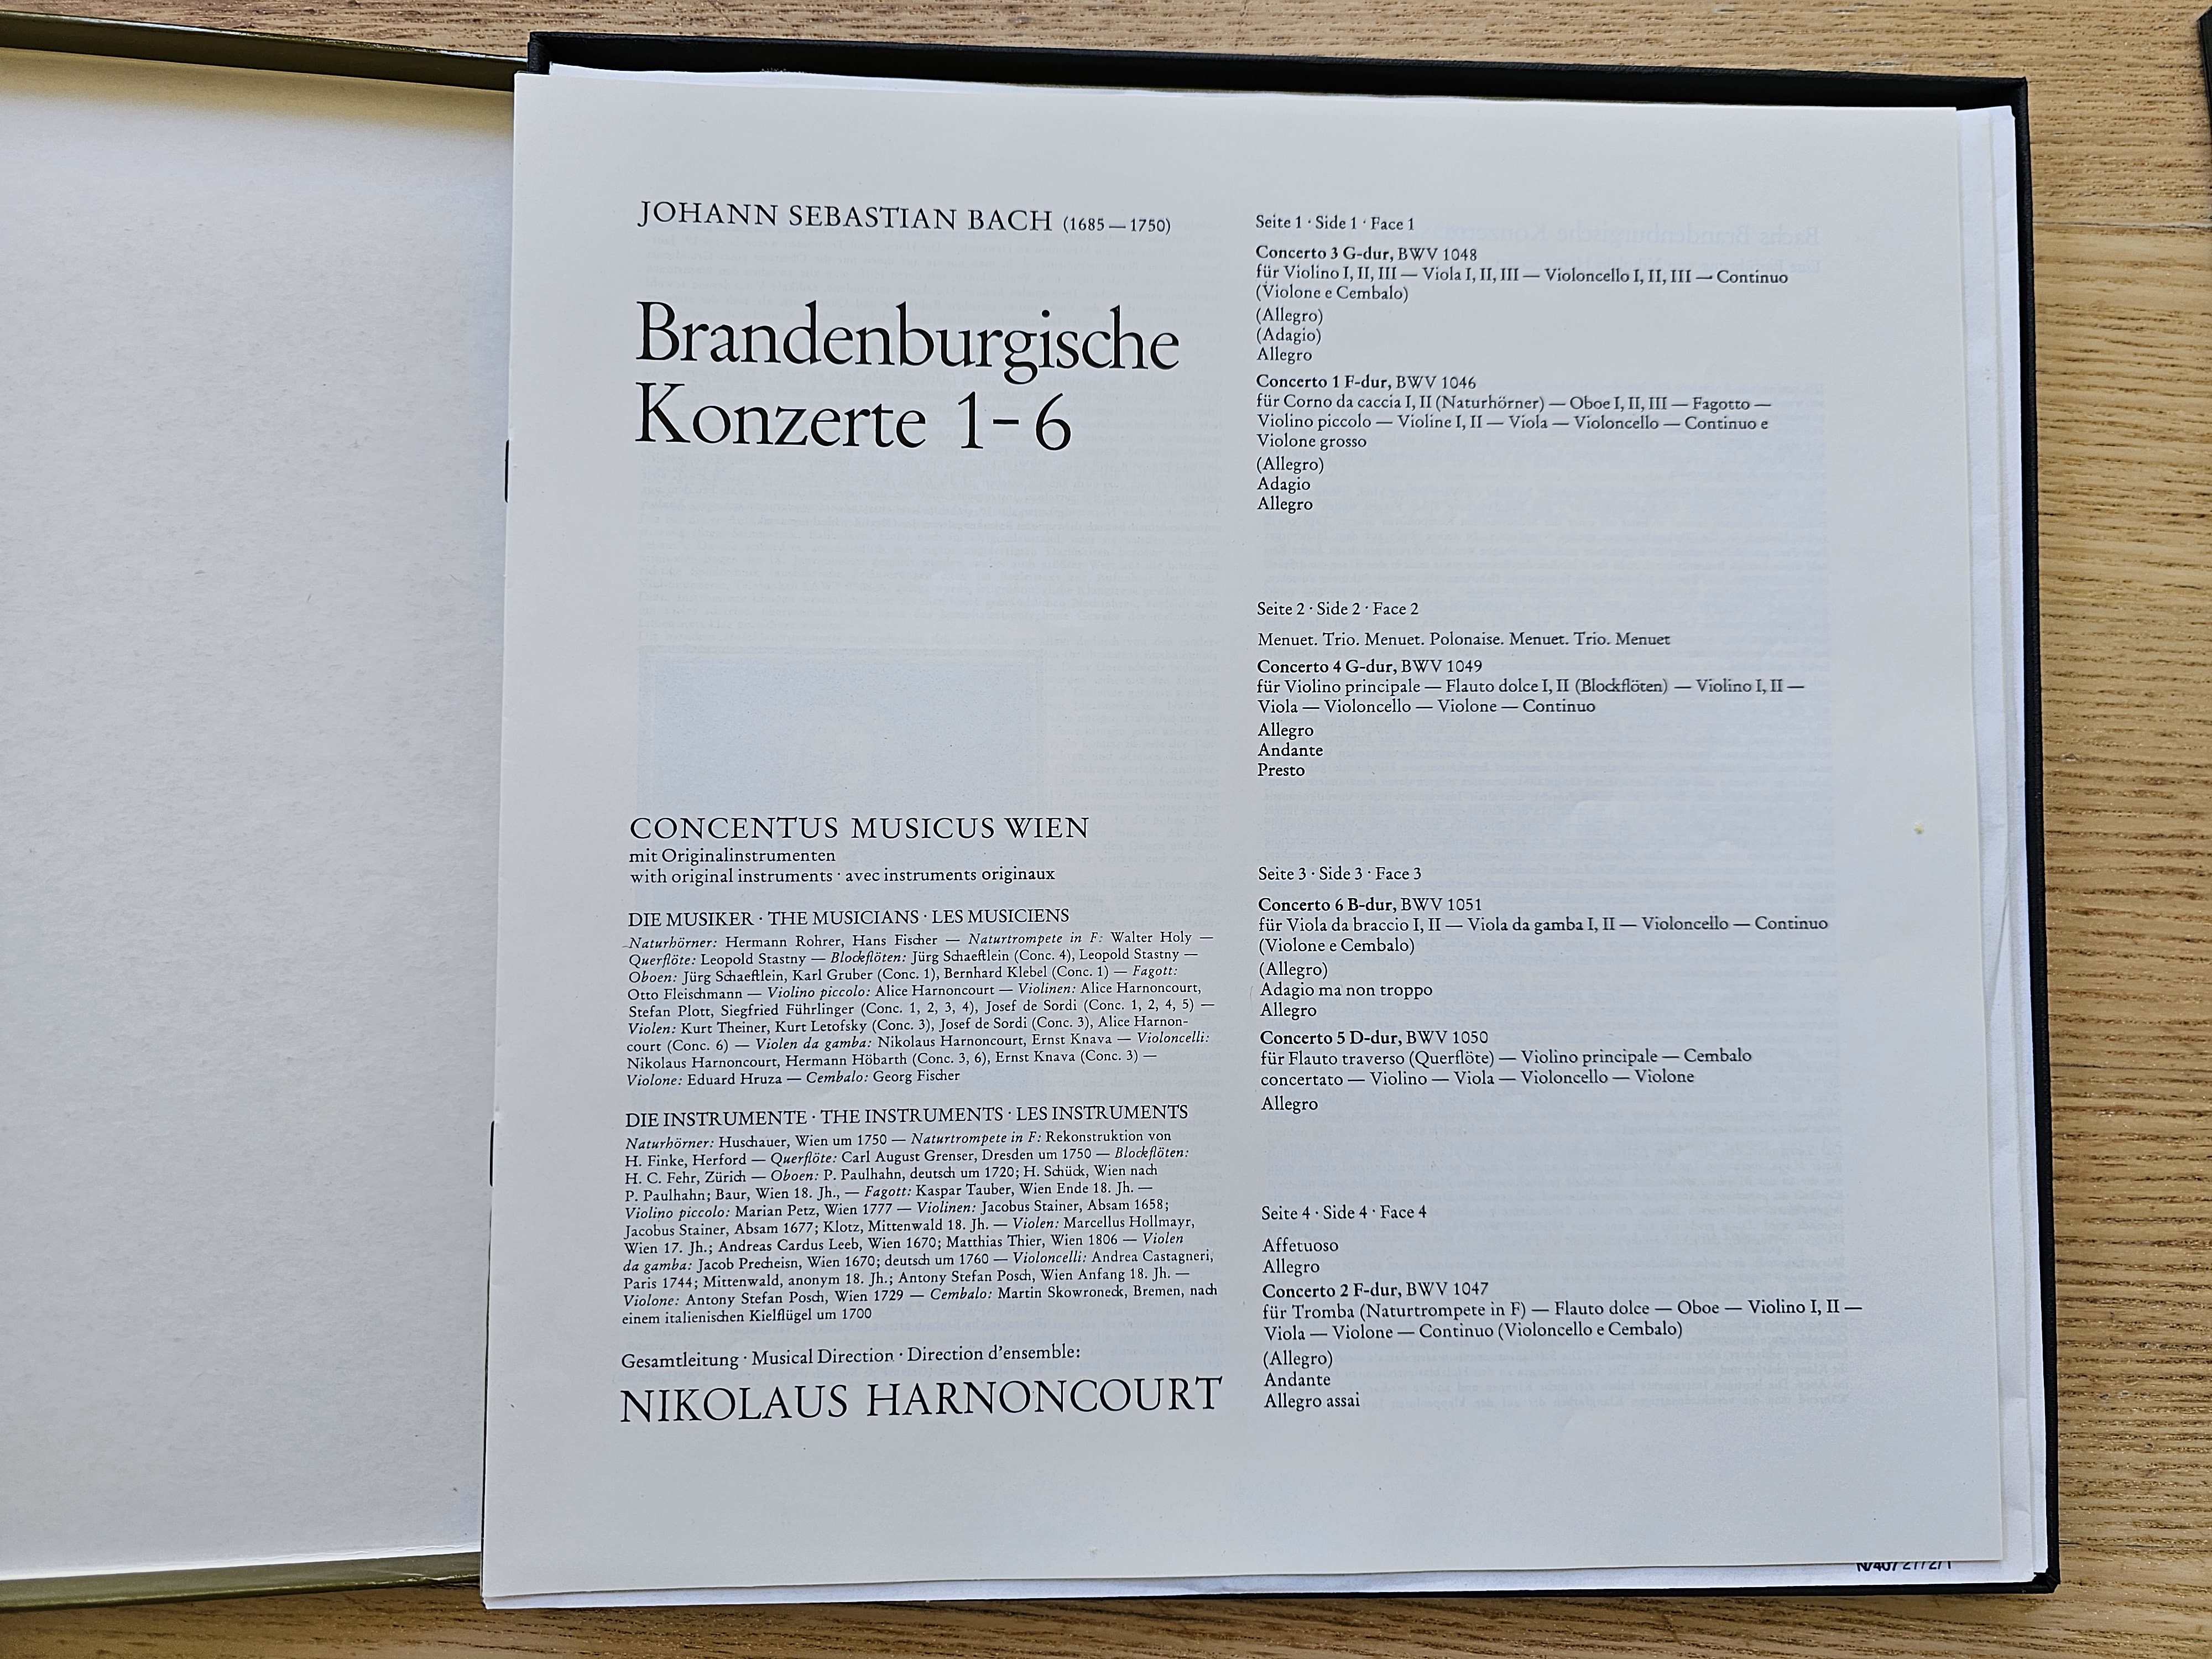 JOHANN SEBASTIAN BACH (1685—1750)
Brandenburgische
Konzerte 1-6
CONCENTUS MUSICUS WIEN
mit Originalinstrumenten
with original instruments · avec instruments originaux
DIE MUSIKER · THE MUSICIANS · LES MUSICIENS
Naturhörner: Hermann Rohrer, Hans Fischer — Naturtrompete in F: Walter Holy —
Querflöte: Leopold Stastny — Blockflöten: Jürg Schaeftlein (Conc. 4), Leopold Stastny —
Oboen: Jürg Schaeftlein, Karl Gruber (Conc. 1), Bernhard Klebel (Conc. 1) — Fagott:
Otto Fleischmann — Violino piccolo: Alice Harnoncourt — Violinen: Alice Harnoncourt,
Stefan Plott, Siegfried Führlinger (Conc. 1, 2, 3, 4), Josef de Sordi (Conc. 1, 2, 4, 5) —
Violen: Kurt Theiner, Kurt Letofsky (Conc. 3), Josef de Sordi (Conc. 3), Alice Harnon-
court (Conc. 6) — Violen da gamba: Nikolaus Harnoncourt, Ernst Knava — Violoncelli:
Nikolaus Harnoncourt, Hermann Höbarth (Conc. 3, 6), Ernst Knava (Conc. 3) —
Violone: Eduard Hruza — Cembalo: Georg Fischer
DIE INSTRUMENTE · THE INSTRUMENTS · LES INSTRUMENTS
Naturhörner: Huschauer, Wien um 1750 — Naturtrompete in F: Rekonstruktion von
H. Finke, Herford — Querflöte: Carl August Grenser, Dresden um 1750 — Blockflöten:
H. C. Fehr, Zürich — Oboen: P. Paulhahn, deutsch um 1720; H. Schück, Wien nach
P. Paulhahn; Baur, Wien 18. Jh., — Fagott: Kaspar Tauber, Wien Ende 18. Jh. —
Violino piccolo: Marian Petz, Wien 1777 — Violinen: Jacobus Stainer, Absam 1658;
Jacobus Stainer, Absam 1677; Klotz, Mittenwald 18. Jh. — Violen: Marcellus Hollmayr,
Wien 17. Jh.; Andreas Cardus Leeb, Wien 1670; Matthias Thier, Wien 1806 — Violen
da gamba: Jacob Precheisn, Wien 1670; deutsch um 1760 — Violoncelli: Andrea Castagneri,
Paris 1744; Mittenwald, anonym 18. Jh.; Antony Stefan Posch, Wien Anfang 18. Jh. —
Violone: Antony Stefan Posch, Wien 1729 — Cembalo: Martin Skowroneck, Bremen, nach
einem italienischen Kielflügel um 1700
Gesamtleitung · Musical Direction · Direction d'ensemble:
NIKOLAUS HARNONCOURT
Seite 1 · Side 1 · Face 1
Concerto 3 G-dur, BWV 1048
für Violino I, II, III — Viola I, II, III — Violoncello I, II, III — Continuo
(Violone e Cembalo)
(Allegro)
(Adagio)
Allegro
Concerto 1 F-dur, BWV 1046
für Corno da caccia I, II (Naturhörner) — Oboe I, II, III — Fagotto —
Violino piccolo — Violine I, II — Viola — Violoncello — Continuo e
Violone grosso
(Allegro)
Adagio
Allegro
Seite 2 · Side 2 · Face 2
Menuet. Trio. Menuet. Polonaise. Menuet. Trio. Menuet
Concerto 4 G-dur, BWV 1049
für Violino principale — Flauto dolce I, II (Blockflöten) — Violino I, II —
Viola — Violoncello — Violone — Continuo
Allegro
Andante
Presto
Seite 3 · Side 3 · Face 3
Concerto 6 B-dur, BWV 1051
für Viola da braccio I, II — Viola da gamba I, II — Violoncello — Continuo
(Violone e Cembalo)
(Allegro)
Adagio ma non troppo
Allegro
Concerto 5 D-dur, BWV 1050
für Flauto traverso (Querflöte) — Violino principale — Cembalo
concertato — Violino — Viola — Violoncello — Violone
Allegro
Seite 4 · Side 4 · Face 4
Affetuoso
Allegro
Concerto 2 F-dur, BWV 1047
für Tromba (Naturtrompete in F) — Flauto dolce — Oboe — Violino I, II —
Viola — Violone — Continuo (Violoncello e Cembalo)
(Allegro)
Andante
Allegro assai